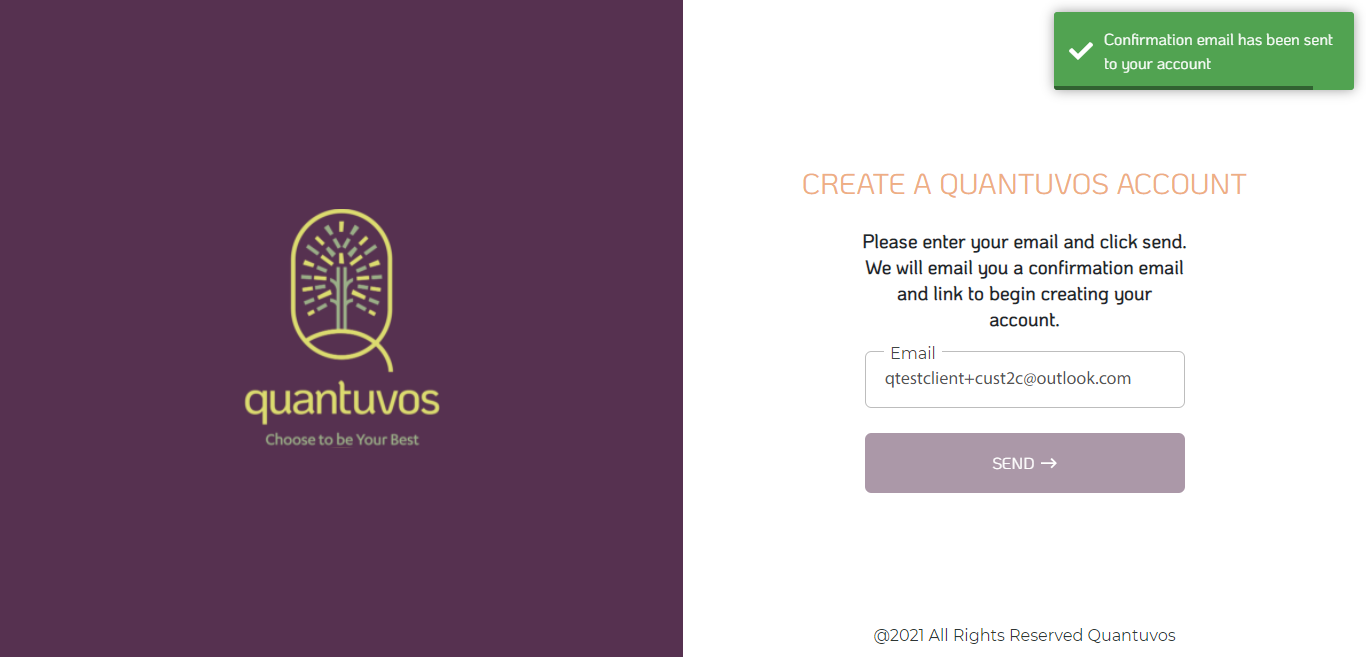 Confirmation email has been sent
to your account
quantuvos
Choose to be Your Best
CREATE A QUANTUVOS ACCOUNT
Please enter your email and click send.
We will email you a confirmation email
and link to begin creating your
account.
Email
qtestclient+cust2c@outlook.com
SEND →
@2021 All Rights Reserved Quantuvos